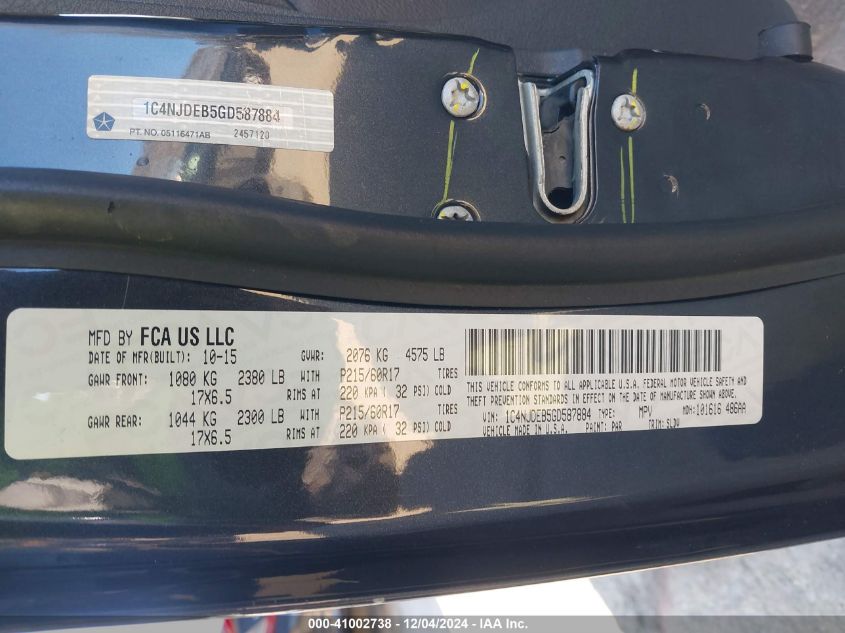 1C4NJDEB5GD587884
PT. NO. 05116471AB 2457120
MFD BY FCA US LLC
DATE OF MFR(BUILT): 10-15 GVWR: 2076 KG 4575 LB
GAWR FRONT: 1080 KG 2380 LB WITH P215/60R17 TIRES
17X6.5 RIMS AT 220 KPA ( 32 PSI) COLD
GAWR REAR: 1044 KG 2300 LB WITH P215/60R17 TIRES
17X6.5 RIMS AT 220 KPA ( 32 PSI) COLD
THIS VEHICLE CONFORMS TO ALL APPLICABLE U.S.A. FEDERAL MOTOR VEHICLE SAFETY AND
THEFT PREVENTION STANDARDS IN EFFECT ON THE DATE OF MANUFACTURE SHOWN ABOVE.
VIN: 1C4NJDEB5GD587884 TYPE: MPV MDH: 101616 486AA
VEHICLE MADE IN U.S.A. PAINT: PAR TRIM: SLDV
000-41002738 - 12/04/2024 - IAA Inc.